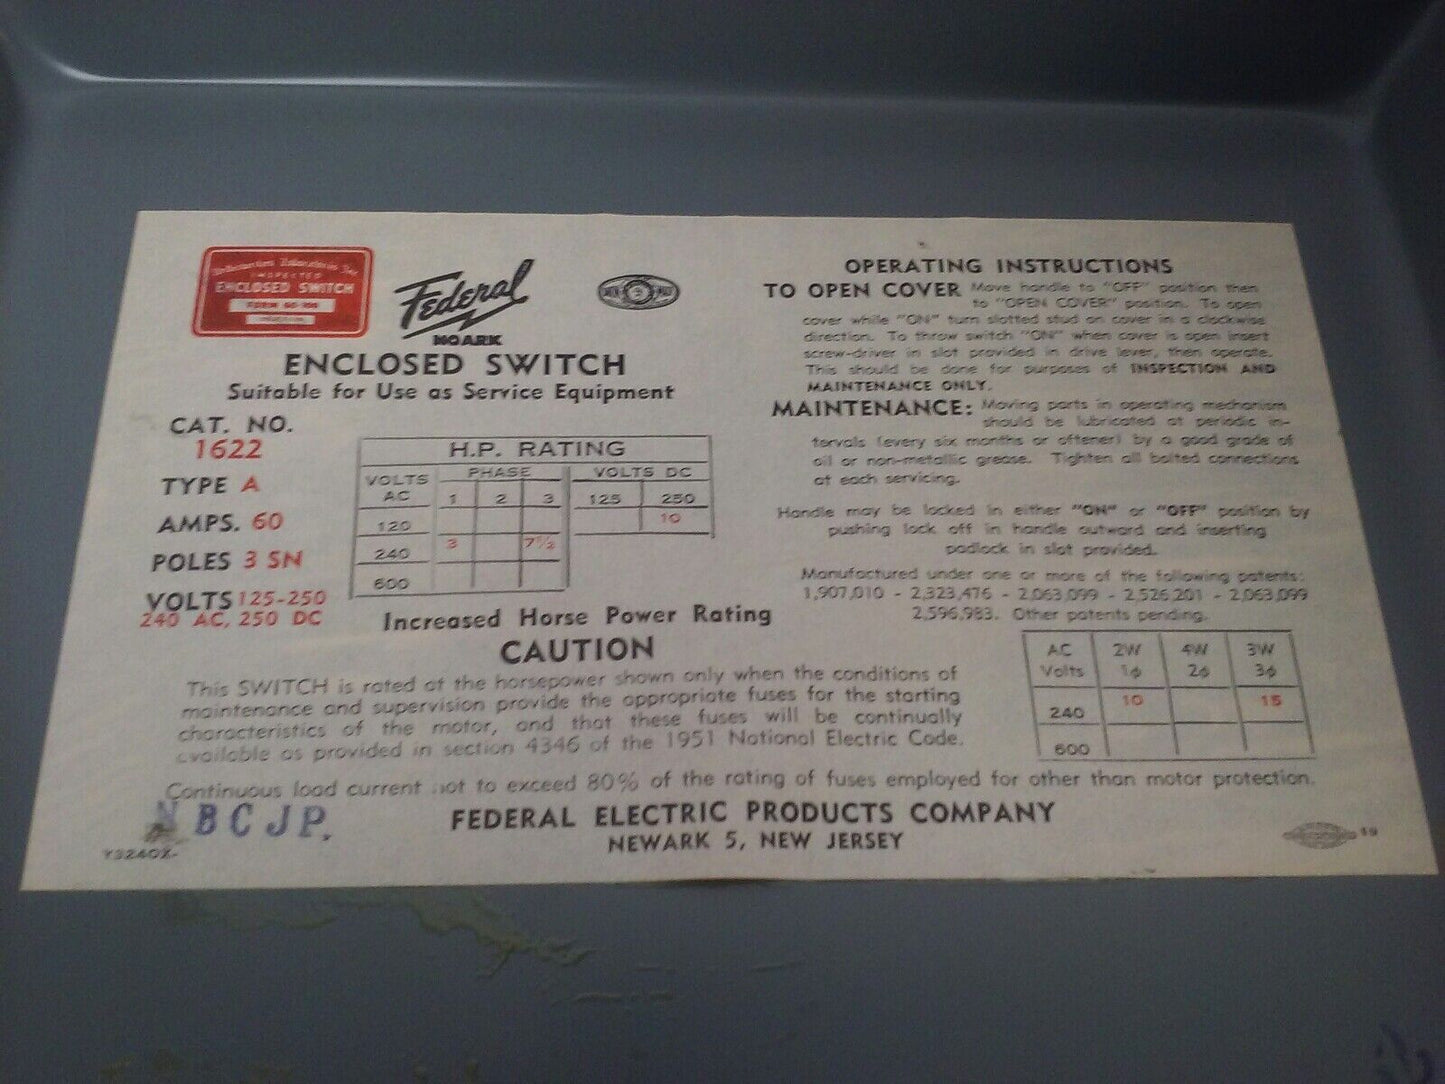 Underwriters' Laboratories Inc.
INSPECTED
ENCLOSED SWITCH
Federal
NOARK
ENCLOSED SWITCH
Suitable for Use as Service Equipment
CAT. NO.
1622
TYPE A
AMPS. 60
POLES 3 SN
VOLTS 125-250
240 AC, 250 DC
H.P. RATING
VOLTS AC PHASE VOLTS DC
1 2 3 125 250
120 10
240 3 7½
600
Increased Horse Power Rating
CAUTION
This SWITCH is rated at the horsepower shown only when the conditions of
maintenance and supervision provide the appropriate fuses for the starting
characteristics of the motor, and that these fuses will be continually
available as provided in section 4346 of the 1951 National Electric Code.
Continuous load current not to exceed 80% of the rating of fuses employed for other than motor protection.
N B C J P.
Y3240X-
FEDERAL ELECTRIC PRODUCTS COMPANY
NEWARK 5, NEW JERSEY
OPERATING INSTRUCTIONS
TO OPEN COVER Move handle to "OFF" position then
to "OPEN COVER" position. To open
cover while "ON" turn slotted stud on cover in a clockwise
direction. To throw switch "ON" when cover is open insert
screw-driver in slot provided in drive lever, then operate.
This should be done for purposes of INSPECTION AND
MAINTENANCE ONLY.
MAINTENANCE: Moving parts in operating mechanism
should be lubricated at periodic in-
tervals (every six months or oftener) by a good grade of
oil or non-metallic grease. Tighten all bolted connections
at each servicing.
Handle may be locked in either "ON" or "OFF" position by
pushing lock off in handle outward and inserting
padlock in slot provided.
Manufactured under one or more of the following patents:
1,907,010 - 2,323,476 - 2,063,099 - 2,526,201 - 2,063,099
2,596,983. Other patents pending.
AC Volts 2W 1φ 4W 2φ 3W 3φ
240 10 15
600
19